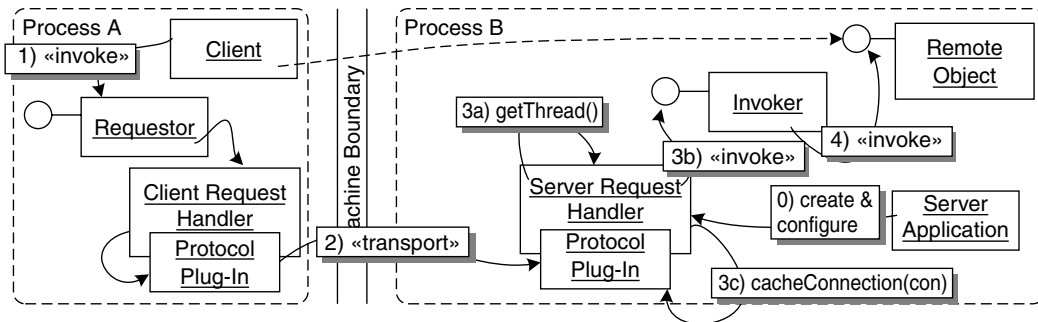 Process A
Client
1) «invoke»
Requestor
Client Request
Handler
Protocol
Plug-In
2) «transport»
achine Boundary
Process B
Remote
Object
Invoker
3a) getThread()
3b) «invoke»
4) «invoke»
Server Request
Handler
Protocol
Plug-In
0) create &
configure
Server
Application
3c) cacheConnection(con)